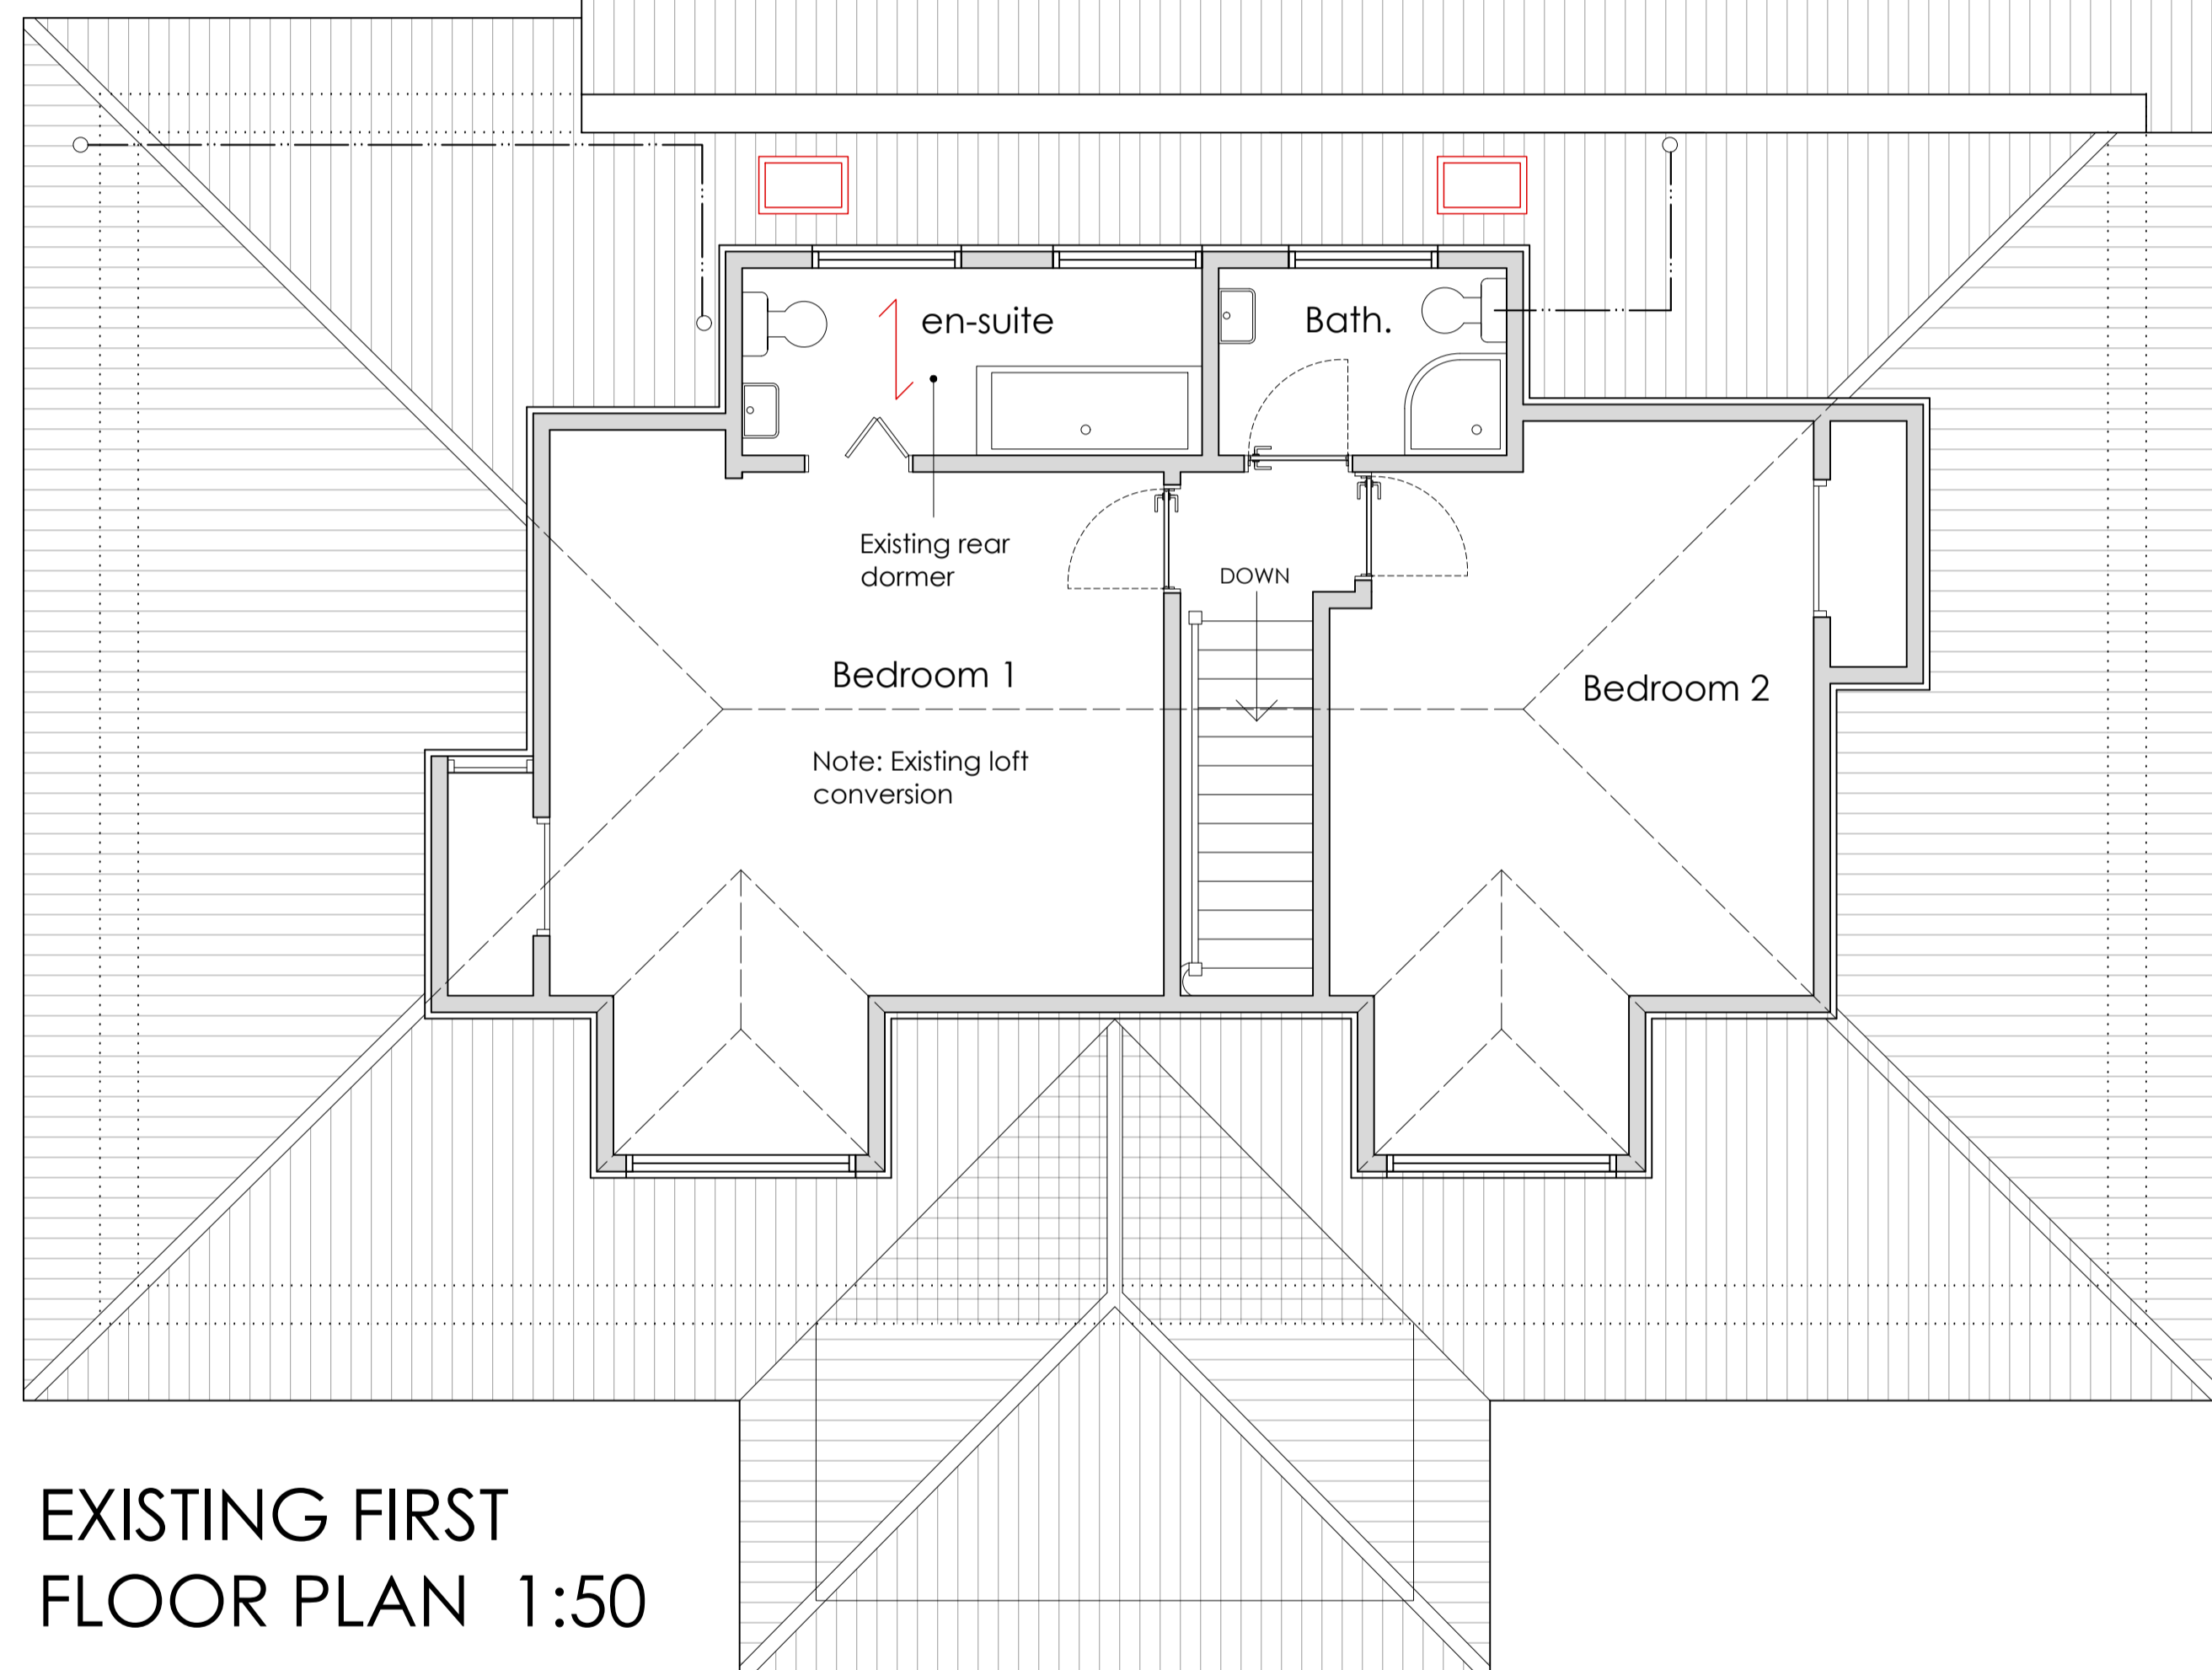 en-suite
Bath.
Existing rear
dormer
DOWN
Bedroom 1
Bedroom 2
Note: Existing loft
conversion
EXISTING FIRST
FLOOR PLAN 1:50